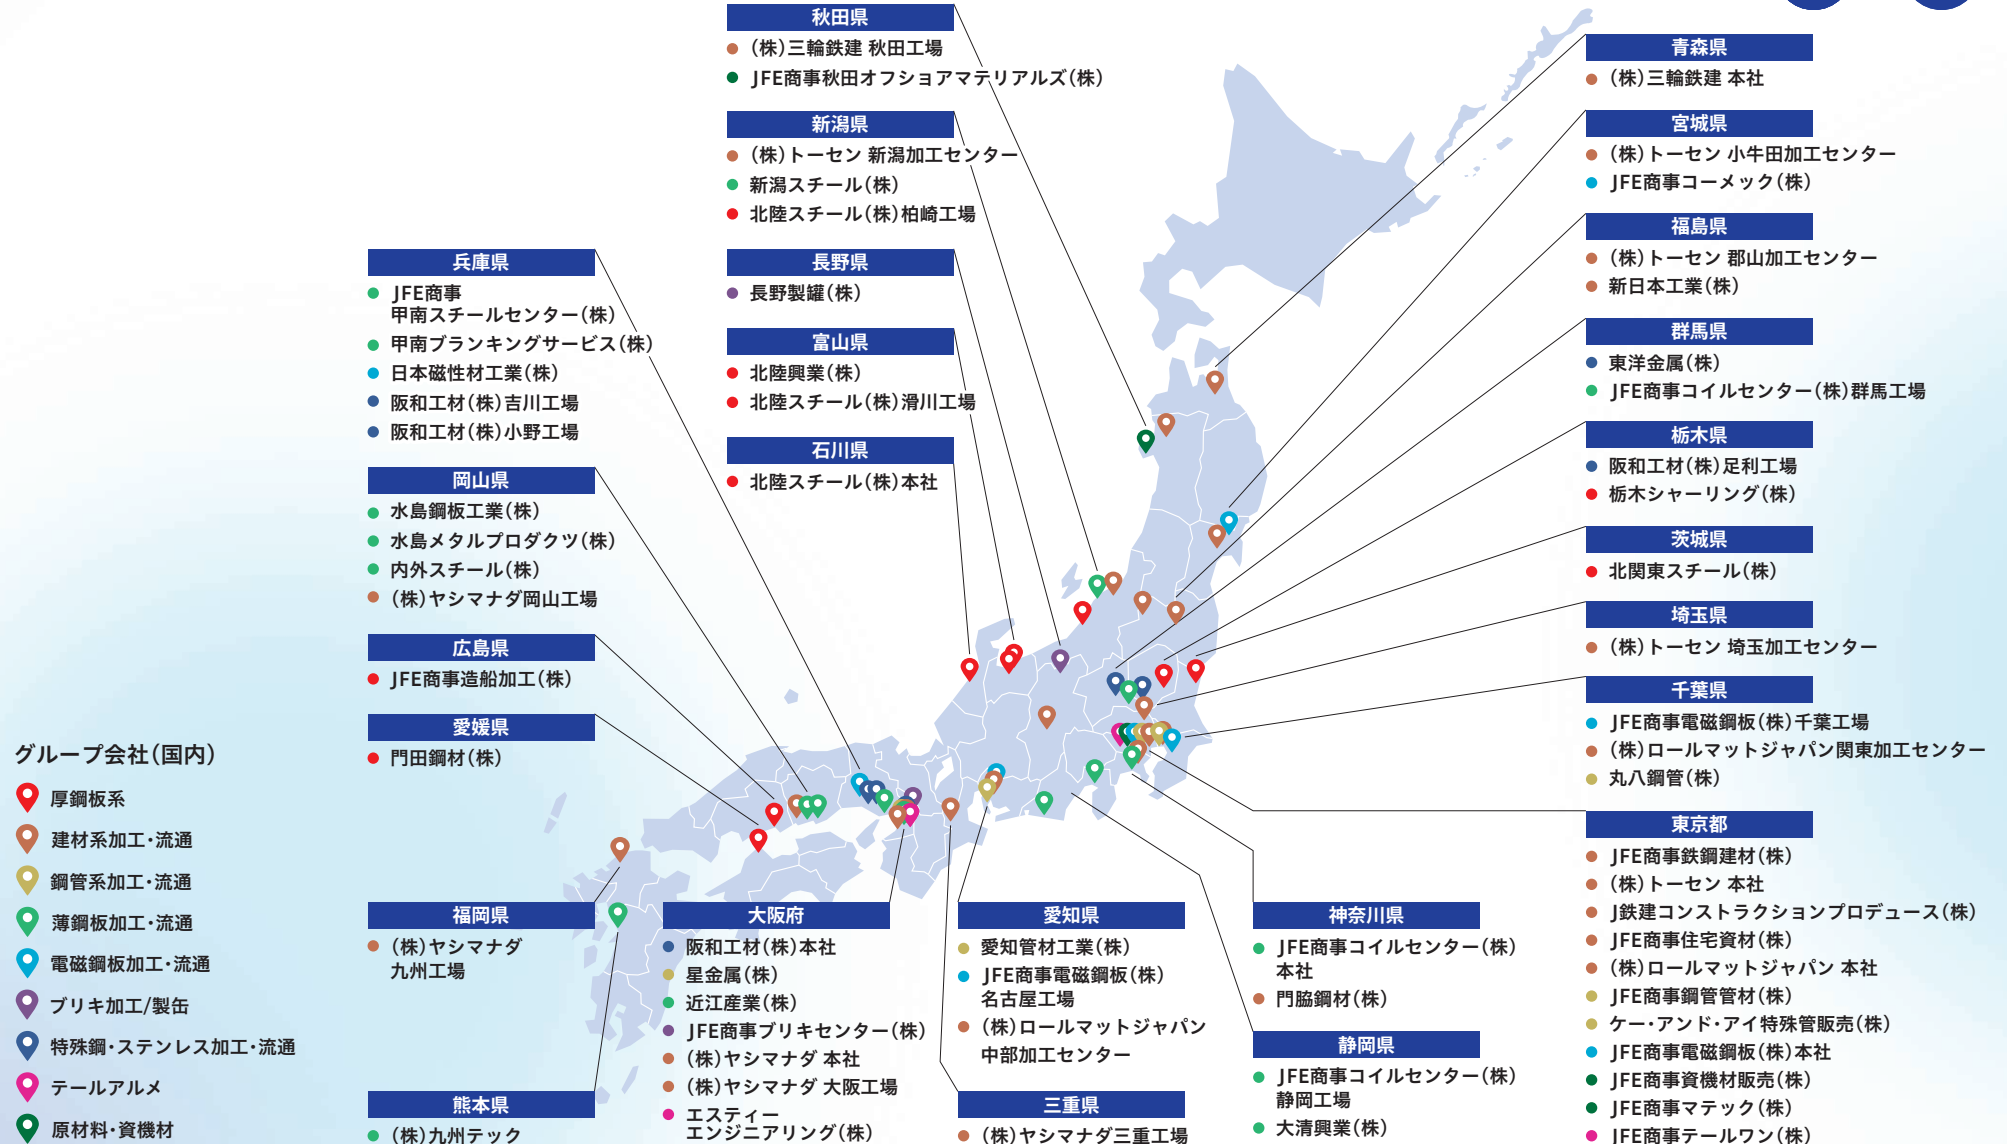 秋田県
(株)三輪鉄建 秋田工場
JFE商事秋田オフショアマテリアルズ(株)
新潟県
(株)トーセン 新潟加工センター
新潟スチール(株)
北陸スチール(株)柏崎工場
長野県
長野製罐(株)
富山県
北陸興業(株)
北陸スチール(株)滑川工場
石川県
北陸スチール(株)本社
兵庫県
JFE商事
甲南スチールセンター(株)
甲南ブランキングサービス(株)
日本磁性材工業(株)
阪和工材(株)吉川工場
阪和工材(株)小野工場
岡山県
水島鋼板工業(株)
水島メタルプロダクツ(株)
内外スチール(株)
(株)ヤシマナダ岡山工場
広島県
JFE商事造船加工(株)
愛媛県
門田鋼材(株)
グループ会社(国内)
厚鋼板系
建材系加工・流通
鋼管系加工・流通
薄鋼板加工・流通
電磁鋼板加工・流通
ブリキ加工/製缶
特殊鋼・ステンレス加工・流通
テールアルメ
原材料・資機材
福岡県
(株)ヤシマナダ
九州工場
熊本県
(株)九州テック
大阪府
阪和工材(株)本社
星金属(株)
近江産業(株)
JFE商事ブリキセンター(株)
(株)ヤシマナダ 本社
(株)ヤシマナダ 大阪工場
エスティー
エンジニアリング(株)
愛知県
愛知管材工業(株)
JFE商事電磁鋼板(株)
名古屋工場
(株)ロールマットジャパン
中部加工センター
三重県
(株)ヤシマナダ三重工場
神奈川県
JFE商事コイルセンター(株)
本社
門脇鋼材(株)
静岡県
JFE商事コイルセンター(株)
静岡工場
大清興業(株)
青森県
(株)三輪鉄建 本社
宮城県
(株)トーセン 小牛田加工センター
JFE商事コーメック(株)
福島県
(株)トーセン 郡山加工センター
新日本工業(株)
群馬県
東洋金属(株)
JFE商事コイルセンター(株)群馬工場
栃木県
阪和工材(株)足利工場
栃木シャーリング(株)
茨城県
北関東スチール(株)
埼玉県
(株)トーセン 埼玉加工センター
千葉県
JFE商事電磁鋼板(株)千葉工場
(株)ロールマットジャパン関東加工センター
丸八鋼管(株)
東京都
JFE商事鉄鋼建材(株)
(株)トーセン 本社
J鉄建コンストラクションプロデュース(株)
JFE商事住宅資材(株)
(株)ロールマットジャパン 本社
JFE商事鋼管管材(株)
ケー・アンド・アイ特殊管販売(株)
JFE商事電磁鋼板(株)本社
JFE商事資機材販売(株)
JFE商事マテック(株)
JFE商事テールワン(株)